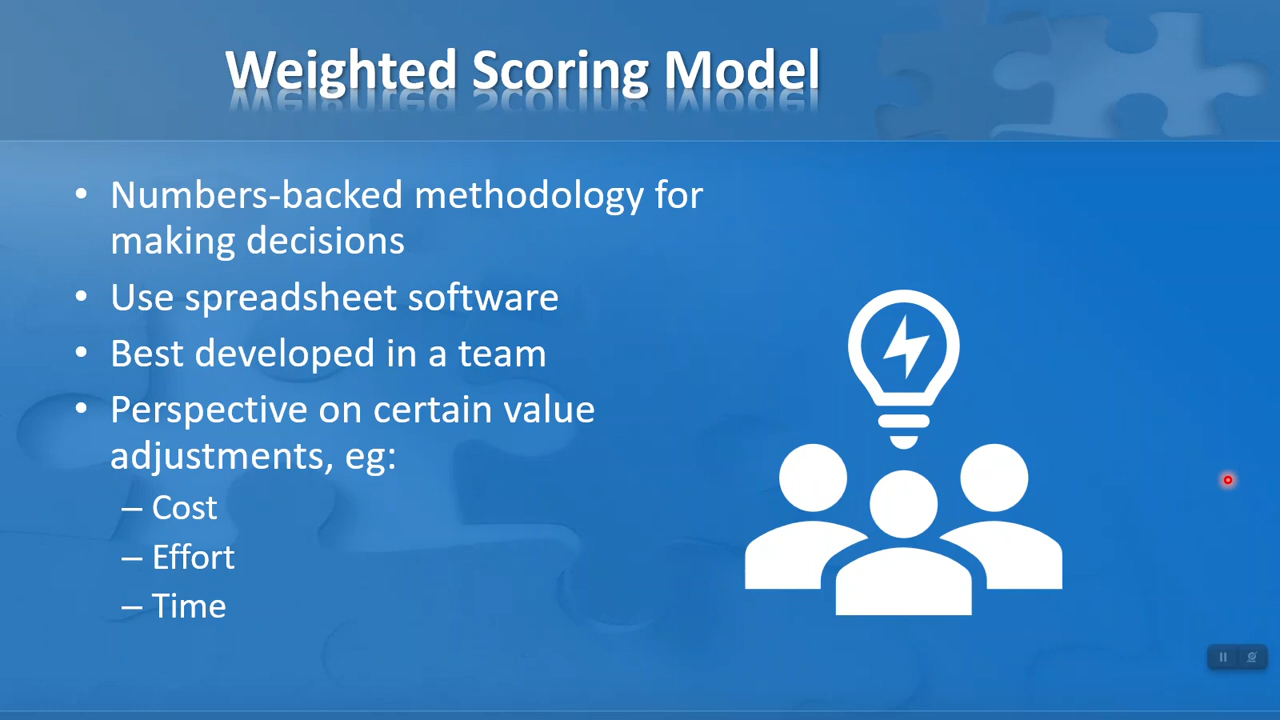 Weighted Scoring Model
• Numbers-backed methodology for
making decisions
• Use spreadsheet software
• Best developed in a team
• Perspective on certain value
adjustments, eg:
– Cost
– Effort
– Time